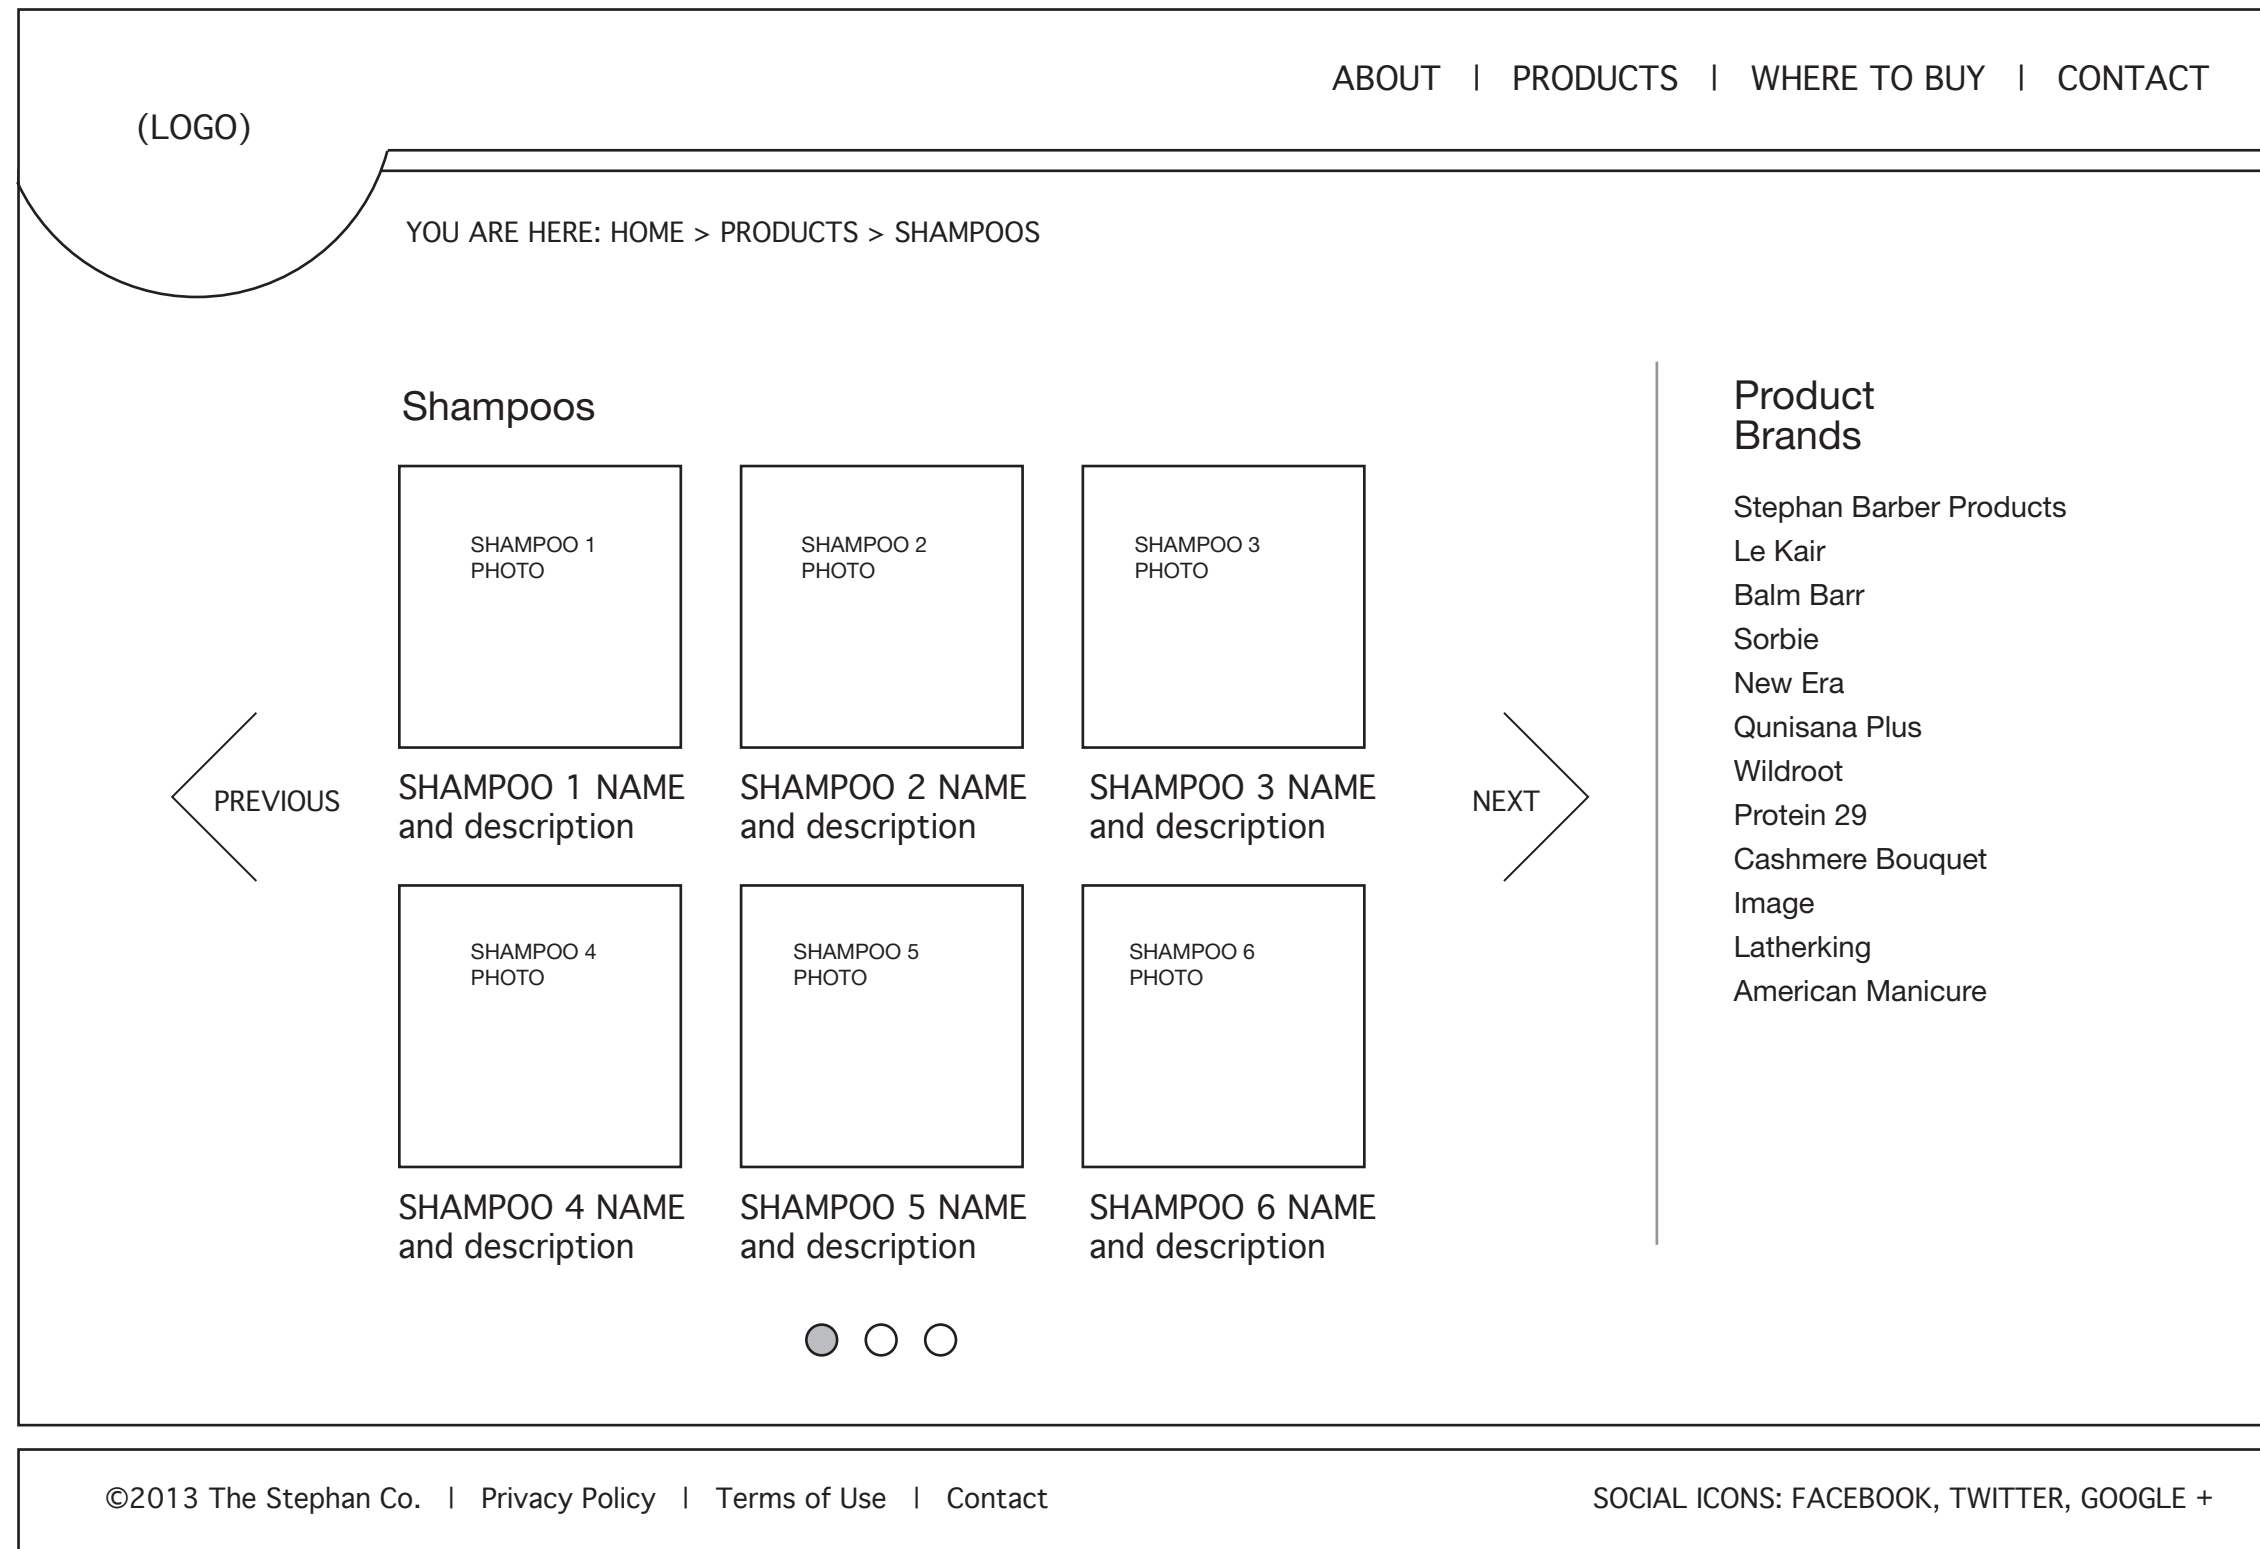 ABOUT | PRODUCTS | WHERE TO BUY | CONTACT
(LOGO)
YOU ARE HERE: HOME > PRODUCTS > SHAMPOOS
Shampoos
SHAMPOO 1
PHOTO
SHAMPOO 2
PHOTO
SHAMPOO 3
PHOTO
SHAMPOO 1 NAME
and description
SHAMPOO 2 NAME
and description
SHAMPOO 3 NAME
and description
PREVIOUS
NEXT
SHAMPOO 4
PHOTO
SHAMPOO 5
PHOTO
SHAMPOO 6
PHOTO
SHAMPOO 4 NAME
and description
SHAMPOO 5 NAME
and description
SHAMPOO 6 NAME
and description
Product
Brands
Stephan Barber Products
Le Kair
Balm Barr
Sorbie
New Era
Qunisana Plus
Wildroot
Protein 29
Cashmere Bouquet
Image
Latherking
American Manicure
©2013 The Stephan Co. | Privacy Policy | Terms of Use | Contact
SOCIAL ICONS: FACEBOOK, TWITTER, GOOGLE +